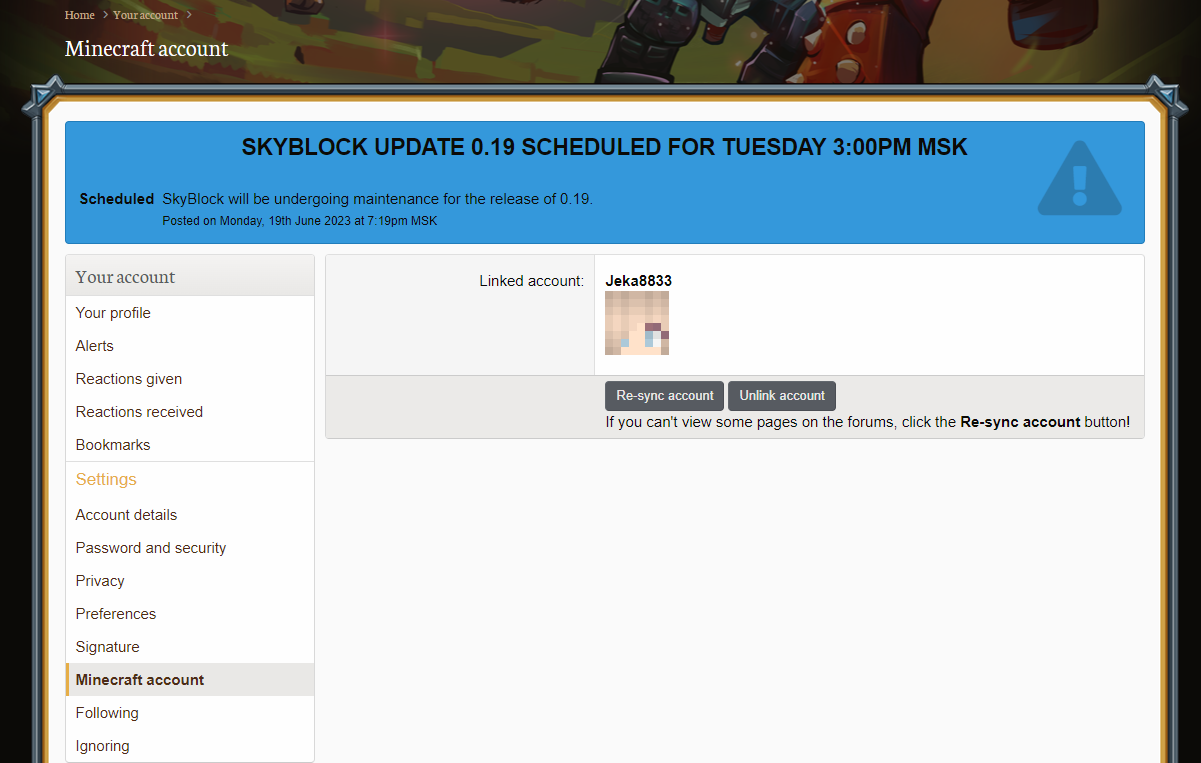 Home > Your account >
Minecraft account
SKYBLOCK UPDATE 0.19 SCHEDULED FOR TUESDAY 3:00PM MSK
Scheduled SkyBlock will be undergoing maintenance for the release of 0.19.
Posted on Monday, 19th June 2023 at 7:19pm MSK
Your account
Your profile
Alerts
Reactions given
Reactions received
Bookmarks
Settings
Account details
Password and security
Privacy
Preferences
Signature
Minecraft account
Following
Ignoring
Linked account: Jeka8833
Re-sync account Unlink account
If you can't view some pages on the forums, click the Re-sync account button!